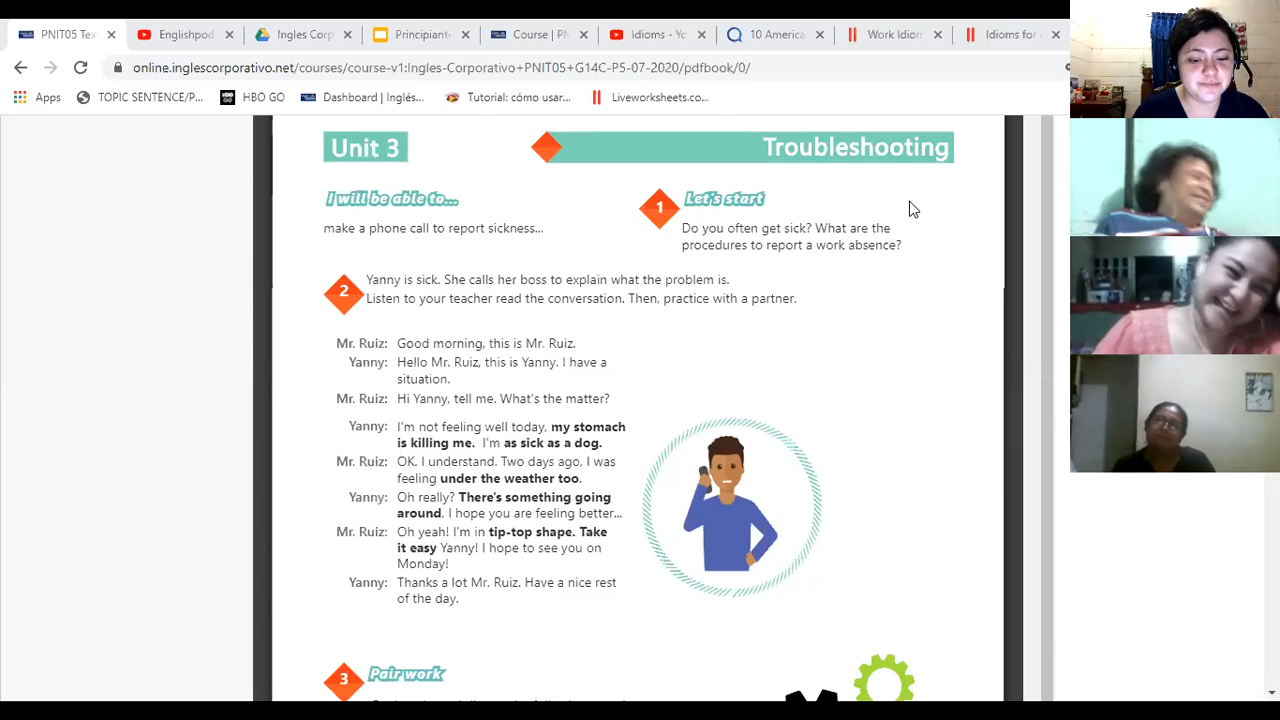 PNIT05 Tex
Englishpod
Ingles Corp
Principiant
Course | PN
Idioms - Yo
10 America
Work Idiom
Idioms for
online.inglescorporativo.net/courses/course-v1:Ingles-Corporativo+PNIT05+G14C-P5-07-2020/pdfbook/0/
Apps
TOPIC SENTENCE/P...
HBO GO
Dashboard | Inglés...
Tutorial: cómo usar...
Liveworksheets.co...
Unit 3
Troubleshooting
I will be able to...
make a phone call to report sickness...
1
Let's start
Do you often get sick? What are the
procedures to report a work absence?
2
Yanny is sick. She calls her boss to explain what the problem is.
Listen to your teacher read the conversation. Then, practice with a partner.
Mr. Ruiz: Good morning, this is Mr. Ruiz.
Yanny: Hello Mr. Ruiz, this is Yanny. I have a
situation.
Mr. Ruiz: Hi Yanny, tell me. What's the matter?
Yanny: I'm not feeling well today, my stomach
is killing me. I'm as sick as a dog.
Mr. Ruiz: OK. I understand. Two days ago, I was
feeling under the weather too.
Yanny: Oh really? There's something going
around. I hope you are feeling better...
Mr. Ruiz: Oh yeah! I'm in tip-top shape. Take
it easy Yanny! I hope to see you on
Monday!
Yanny: Thanks a lot Mr. Ruiz. Have a nice rest
of the day.
3
Pair work